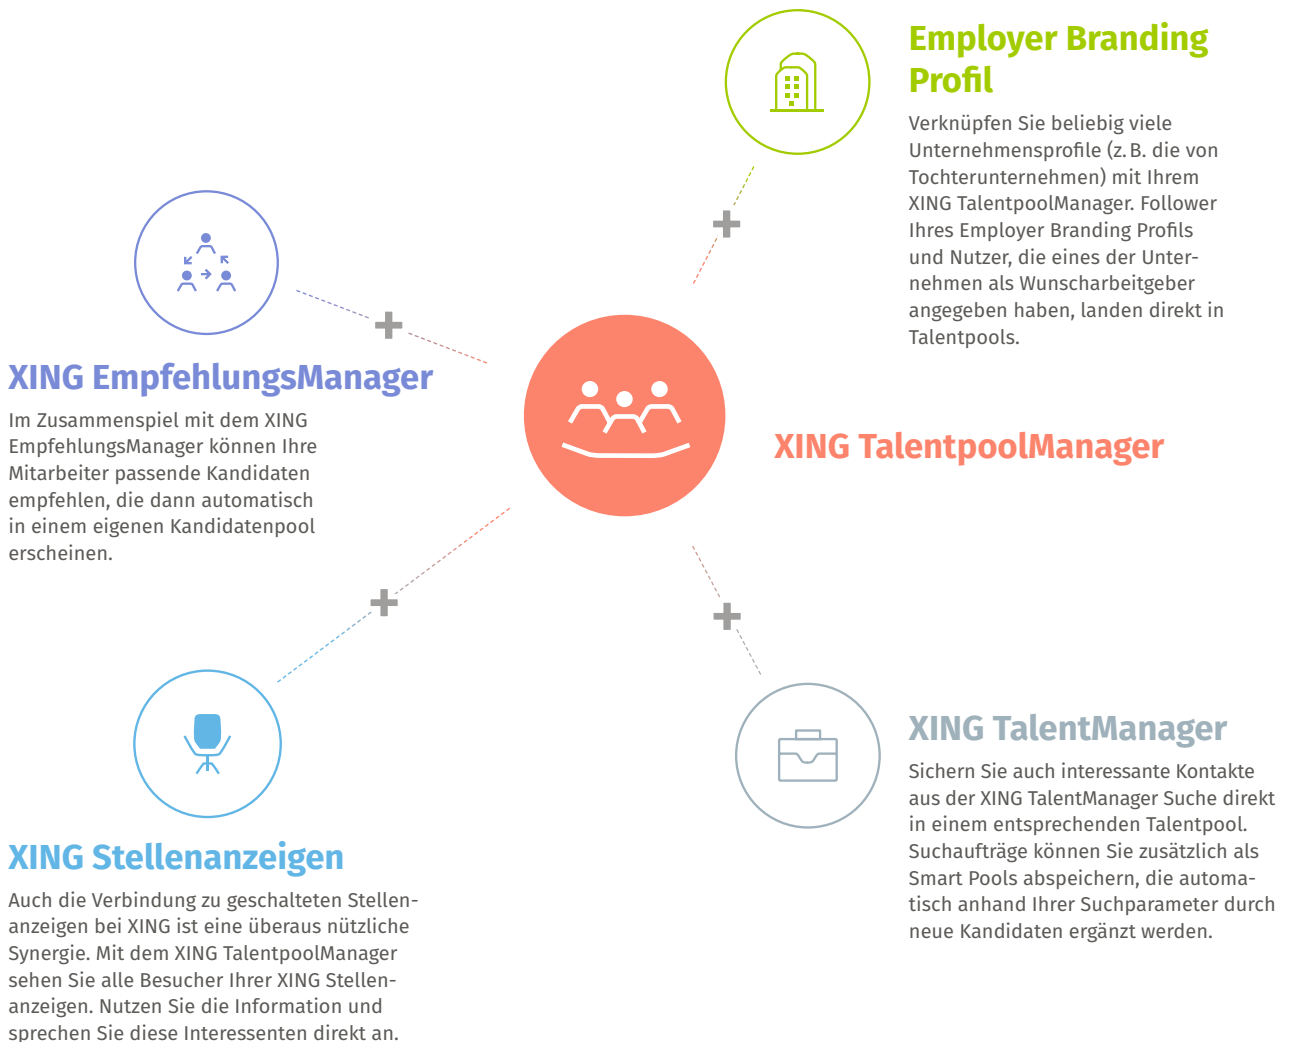 Employer Branding
Profil
Verknüpfen Sie beliebig viele
Unternehmensprofile (z. B. die von
Tochterunternehmen) mit Ihrem
XING TalentpoolManager. Follower
Ihres Employer Branding Profils
und Nutzer, die eines der Unter-
nehmen als Wunscharbeitgeber
angegeben haben, landen direkt in
Talentpools.
XING EmpfehlungsManager
Im Zusammenspiel mit dem XING
EmpfehlungsManager können Ihre
Mitarbeiter passende Kandidaten
empfehlen, die dann automatisch
in einem eigenen Kandidatenpool
erscheinen.
XING TalentpoolManager
XING TalentManager
Sichern Sie auch interessante Kontakte
aus der XING TalentManager Suche direkt
in einem entsprechenden Talentpool.
Suchaufträge können Sie zusätzlich als
Smart Pools abspeichern, die automa-
tisch anhand Ihrer Suchparameter durch
neue Kandidaten ergänzt werden.
XING Stellenanzeigen
Auch die Verbindung zu geschalteten Stellen-
anzeigen bei XING ist eine überaus nützliche
Synergie. Mit dem XING TalentpoolManager
sehen Sie alle Besucher Ihrer XING Stellen-
anzeigen. Nutzen Sie die Information und
sprechen Sie diese Interessenten direkt an.